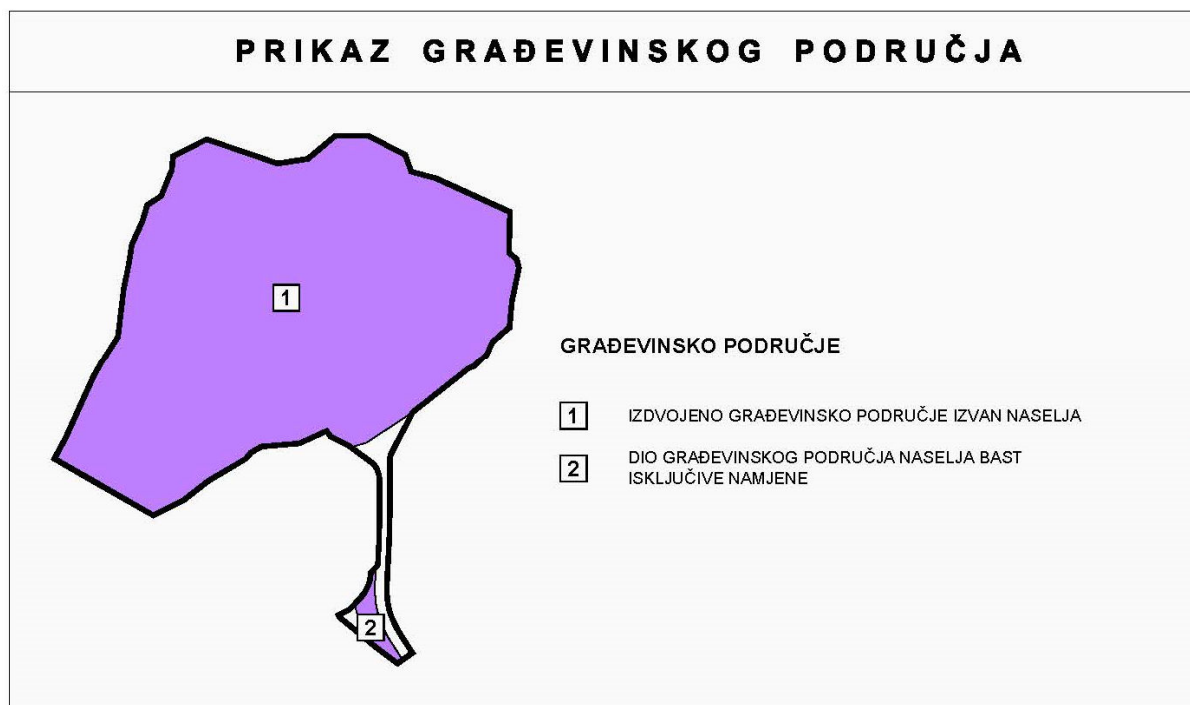 PRIKAZ GRAĐEVINSKOG PODRUČJA
1
GRAĐEVINSKO PODRUČJE
1 IZDVOJENO GRAĐEVINSKO PODRUČJE IZVAN NASELJA
2 DIO GRAĐEVINSKOG PODRUČJA NASELJA BAST
ISKLJUČIVE NAMJENE
2